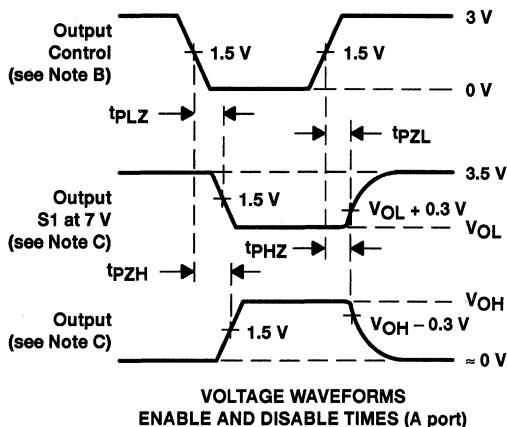 Output
Control
(see Note B)
1.5 V
1.5 V
3 V
0 V
tPLZ
tPZL
Output
S1 at 7 V
(see Note C)
1.5 V
3.5 V
VOL + 0.3 V
VOL
tPHZ
tPZH
Output
(see Note C)
1.5 V
VOH
VOH – 0.3 V
≈ 0 V
VOLTAGE WAVEFORMS
ENABLE AND DISABLE TIMES (A port)